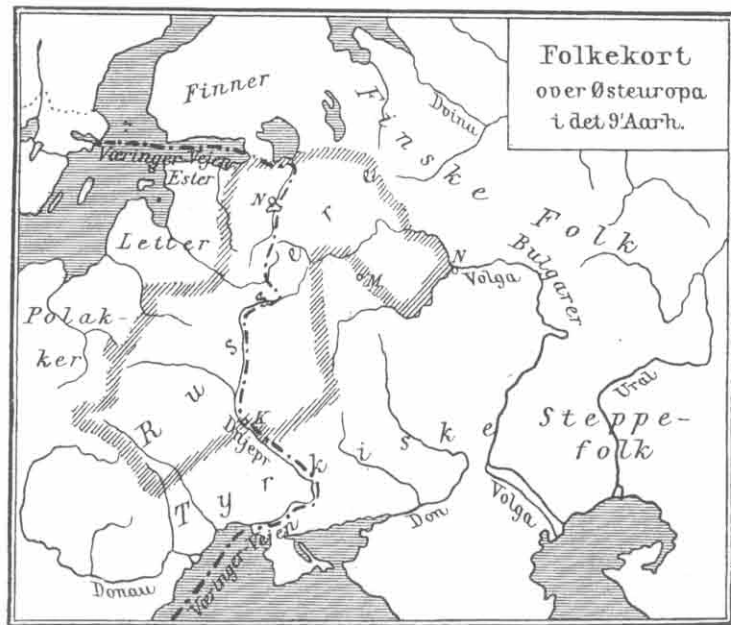 Folkekort
over Østeuropa
i det 9' Aarh.
Finner
Finske
Folk
Dvina
Væringer-Vejen
Ester
N
Letter
Russere
M
N
Volga
Bulgarer
Polak-
ker
K
Dnjepr
Ural
Steppe-
folk
Tyrkiske
Volga
Don
Væringer-Vejen
Donau